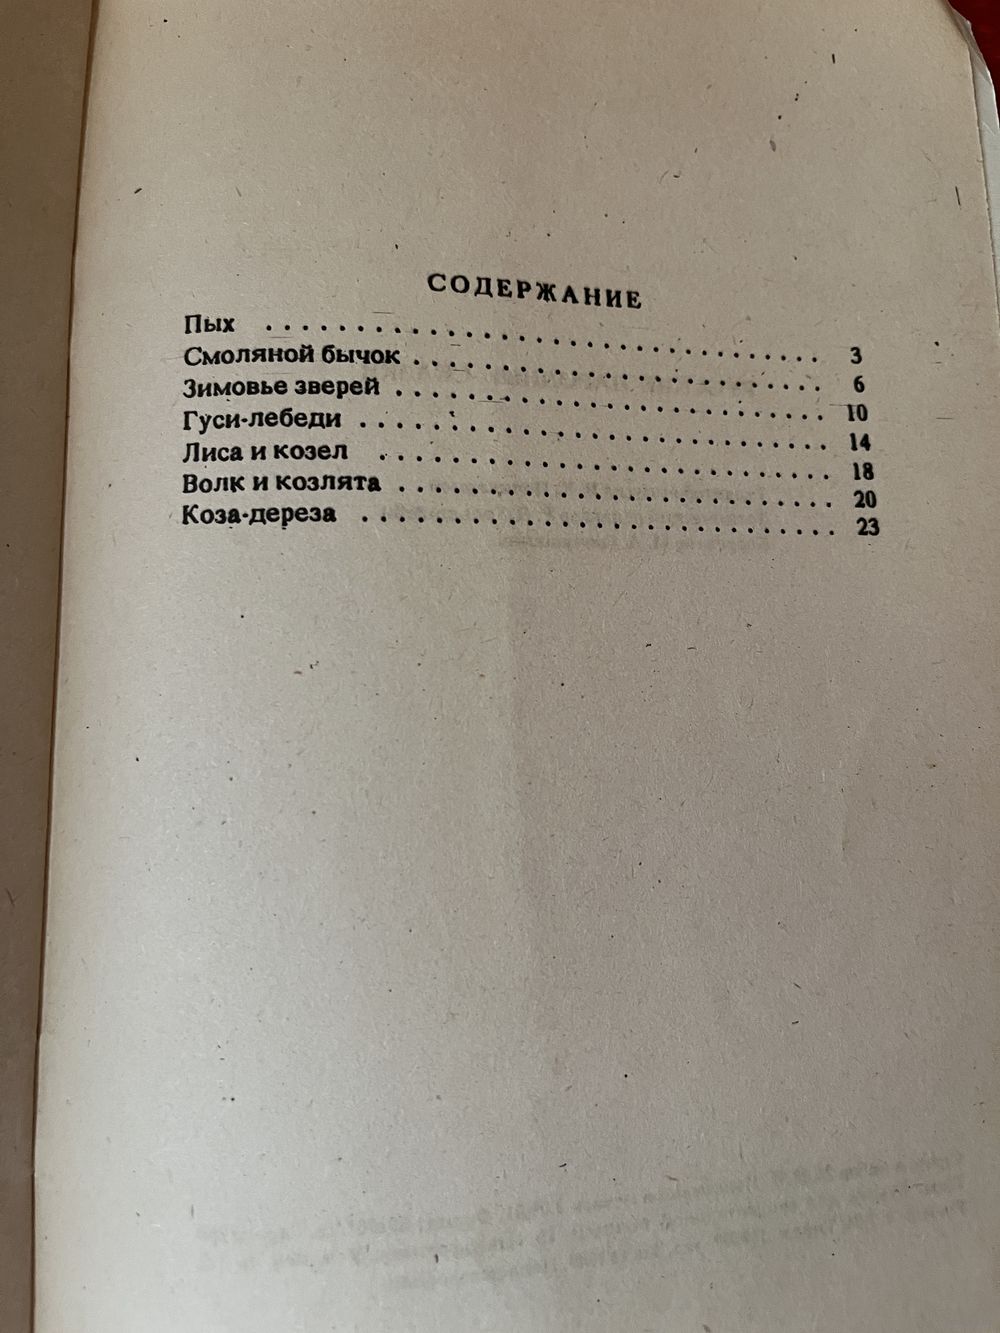 СОДЕРЖАНИЕ
Пых . . . . . . . . . . . . . . . . . . . . . . . . . . . . . 3
Смоляной бычок . . . . . . . . . . . . . . . . . . . . . . . 6
Зимовье зверей . . . . . . . . . . . . . . . . . . . . . . . 10
Гуси-лебеди . . . . . . . . . . . . . . . . . . . . . . . . . 14
Лиса и козел . . . . . . . . . . . . . . . . . . . . . . . . 18
Волк и козлята . . . . . . . . . . . . . . . . . . . . . . . 20
Коза-дереза . . . . . . . . . . . . . . . . . . . . . . . . . 23